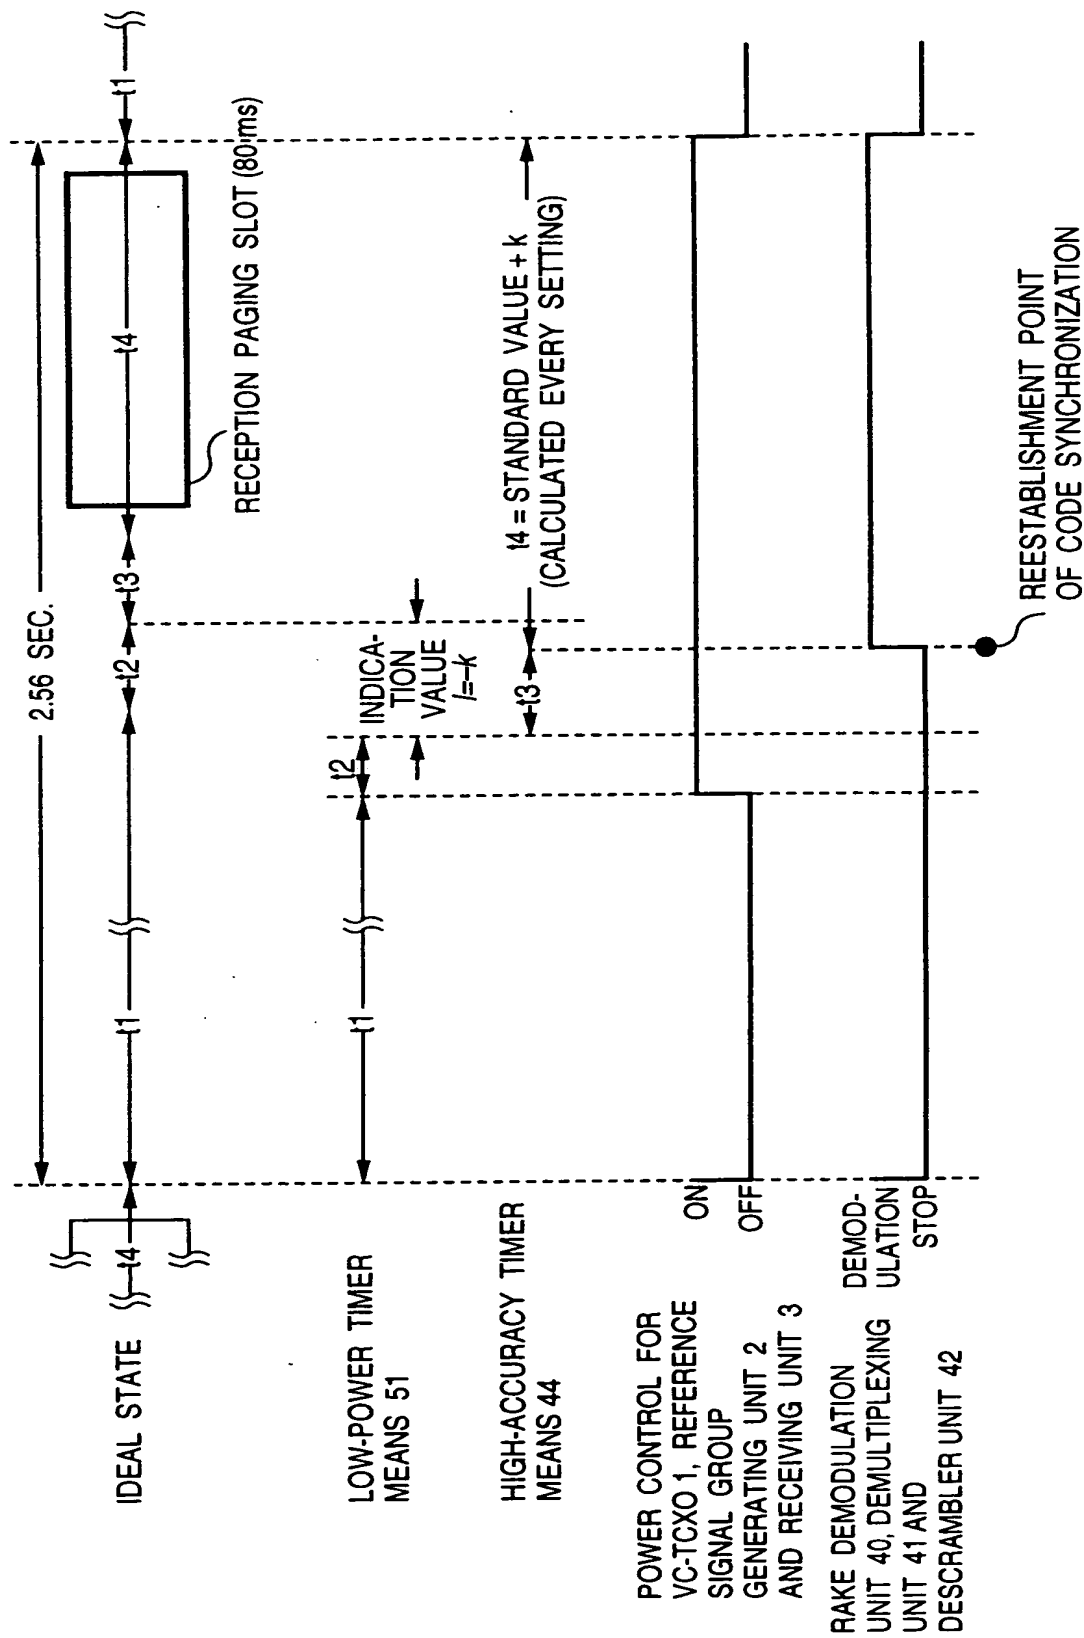 2.56 SEC.
IDEAL STATE
t4
t1
t2
t3
t4
t1
RECEPTION PAGING SLOT (80 ms)
LOW-POWER TIMER
MEANS 51
t1
t2
INDICA-
TION
VALUE
l=-k
HIGH-ACCURACY TIMER
MEANS 44
t3
t4 = STANDARD VALUE + k
(CALCULATED EVERY SETTING)
POWER CONTROL FOR
VC-TCXO 1, REFERENCE
SIGNAL GROUP
GENERATING UNIT 2
AND RECEIVING UNIT 3
ON
OFF
RAKE DEMODULATION
UNIT 40, DEMULTIPLEXING
UNIT 41 AND
DESCRAMBLER UNIT 42
DEMOD-
ULATION
STOP
REESTABLISHMENT POINT
OF CODE SYNCHRONIZATION